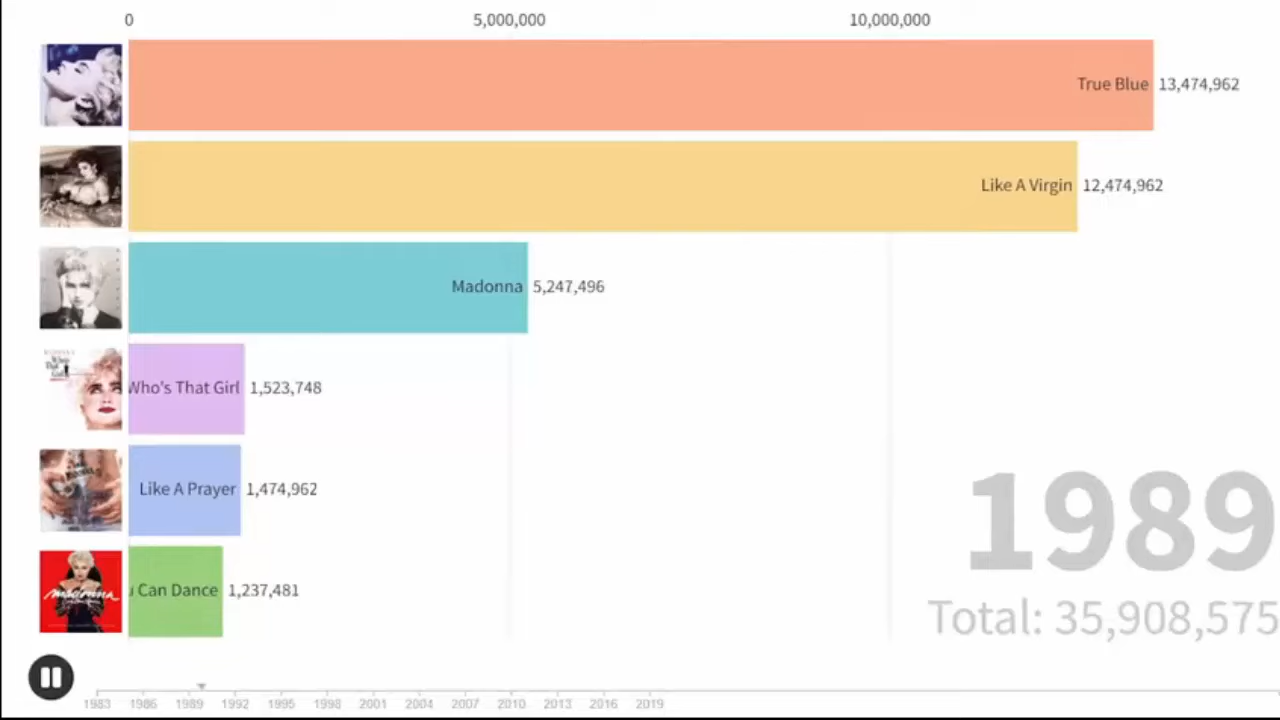 0 5,000,000 10,000,000
True Blue 13,474,962
Like A Virgin 12,474,962
Madonna 5,247,496
Who's That Girl 1,523,748
Like A Prayer 1,474,962
Can Dance 1,237,481
madonna
1989
Total: 35,908,575
1983 1986 1989 1992 1995 1998 2001 2004 2007 2010 2013 2016 2019